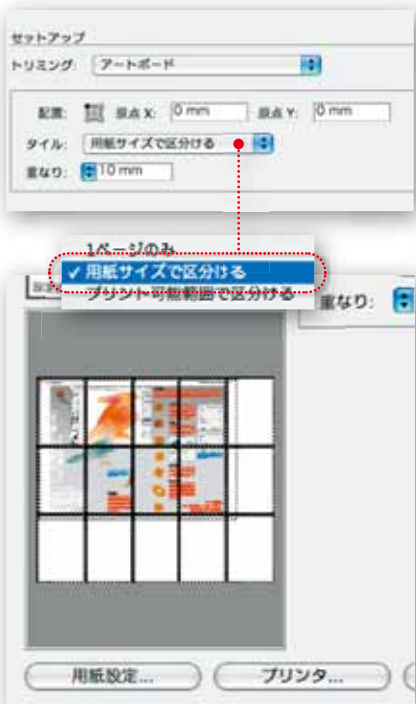 セットアップ
トリミング: アートボード
配置: 原点 X: 0 mm 原点 Y: 0 mm
タイル: 用紙サイズで区分ける
重なり: 10 mm
1ページのみ
✓ 用紙サイズで区分ける
プリント可能範囲で区分ける
重なり:
用紙設定...
プリンタ...